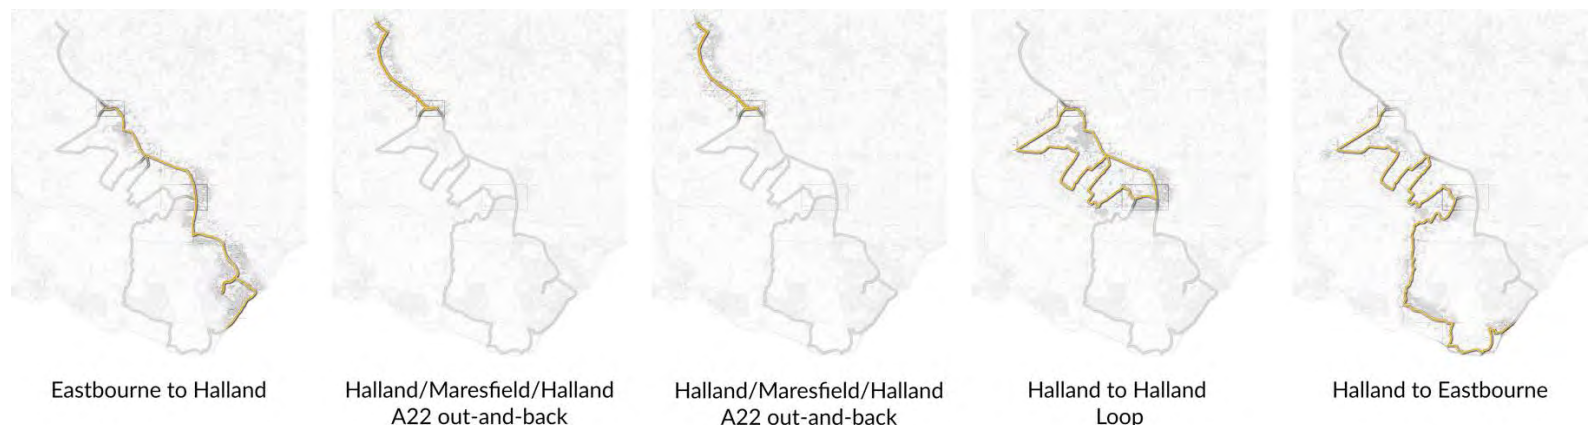 Eastbourne to Halland
Halland/Maresfield/Halland
A22 out-and-back
Halland/Maresfield/Halland
A22 out-and-back
Halland to Halland
Loop
Halland to Eastbourne